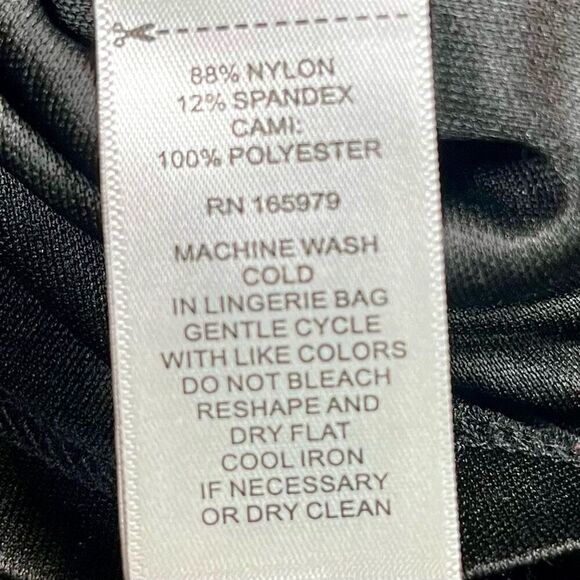 88% NYLON
12% SPANDEX
CAMI:
100% POLYESTER
RN 165979
MACHINE WASH
COLD
IN LINGERIE BAG
GENTLE CYCLE
WITH LIKE COLORS
DO NOT BLEACH
RESHAPE AND
DRY FLAT
COOL IRON
IF NECESSARY
OR DRY CLEAN